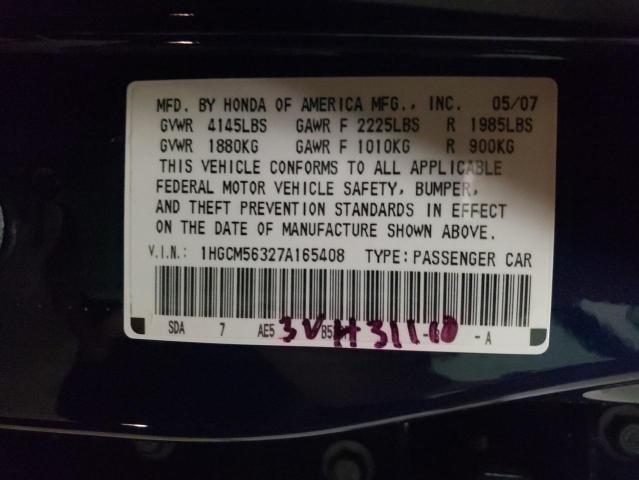 MFD. BY HONDA OF AMERICA MFG., INC. 05/07
GVWR 4145LBS GAWR F 2225LBS R 1985LBS
GVWR 1880KG GAWR F 1010KG R 900KG
THIS VEHICLE CONFORMS TO ALL APPLICABLE
FEDERAL MOTOR VEHICLE SAFETY, BUMPER,
AND THEFT PREVENTION STANDARDS IN EFFECT
ON THE DATE OF MANUFACTURE SHOWN ABOVE.
V.I.N.: 1HGCM56327A165408 TYPE: PASSENGER CAR
SDA 7 AE5 -A
3VH311-10